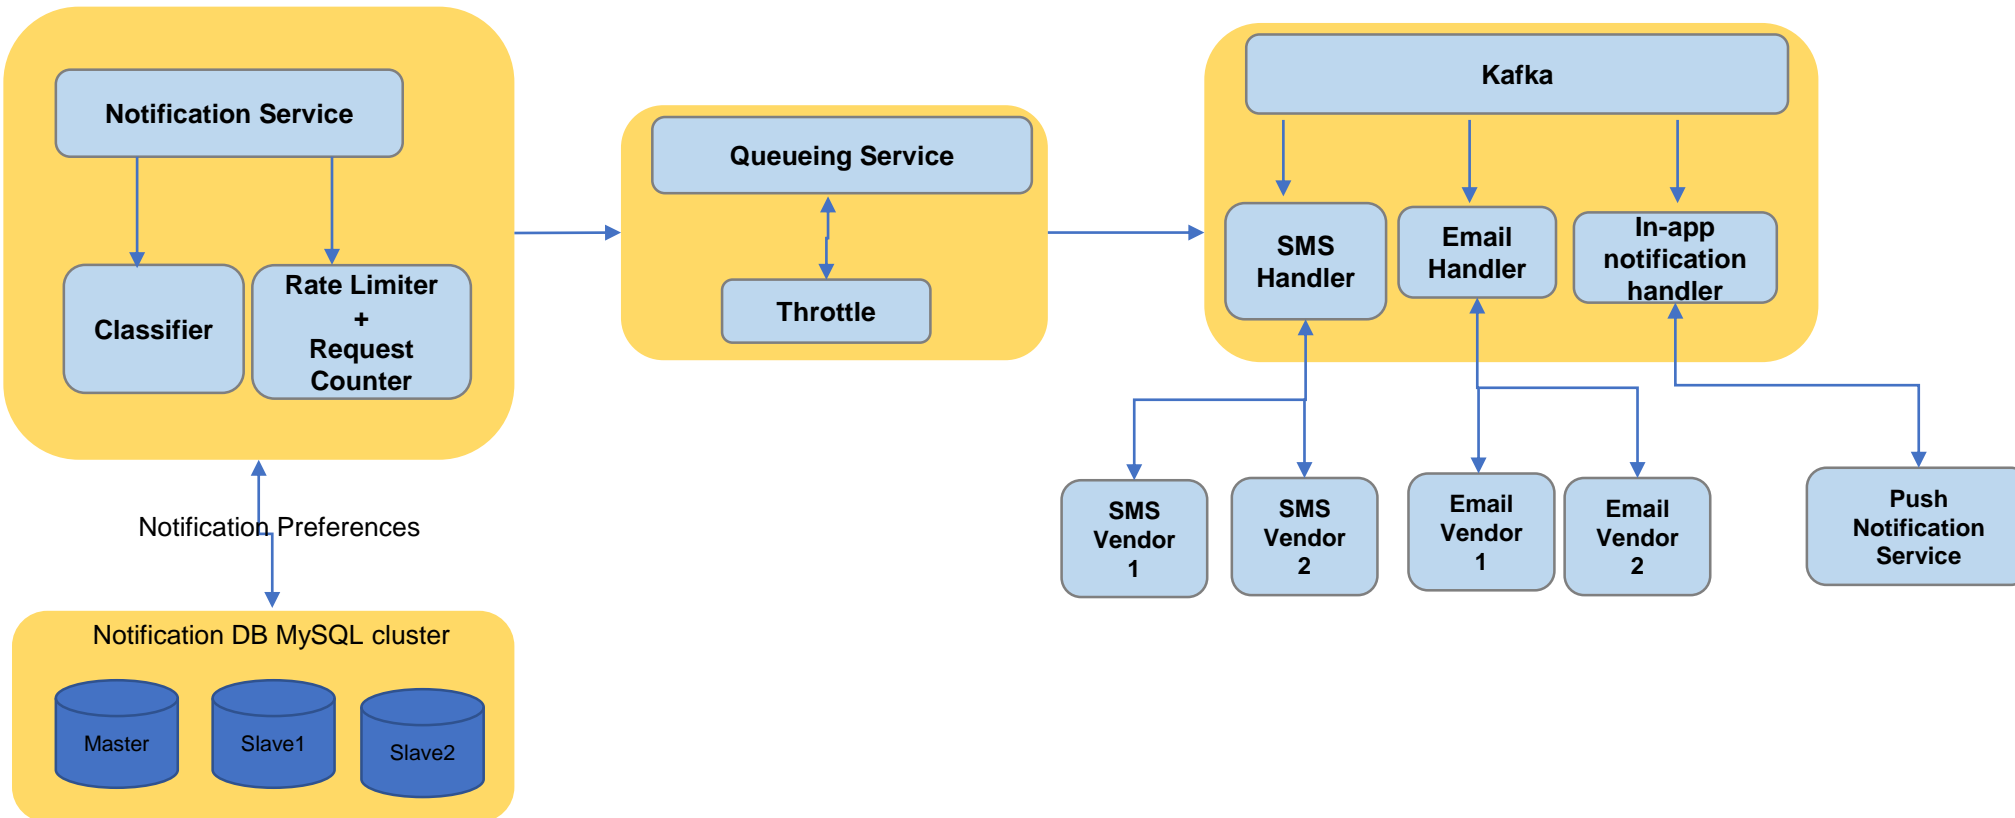 Notification Service
Classifier
Rate Limiter
+
Request
Counter
Notification Preferences
Notification DB MySQL cluster
Master
Slave1
Slave2
Queueing Service
Throttle
Kafka
SMS
Handler
Email
Handler
In-app
notification
handler
SMS
Vendor
1
SMS
Vendor
2
Email
Vendor
1
Email
Vendor
2
Push
Notification
Service